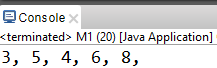 Console
<terminated> M1 (20) [Java Application]
3, 5, 4, 6, 8,